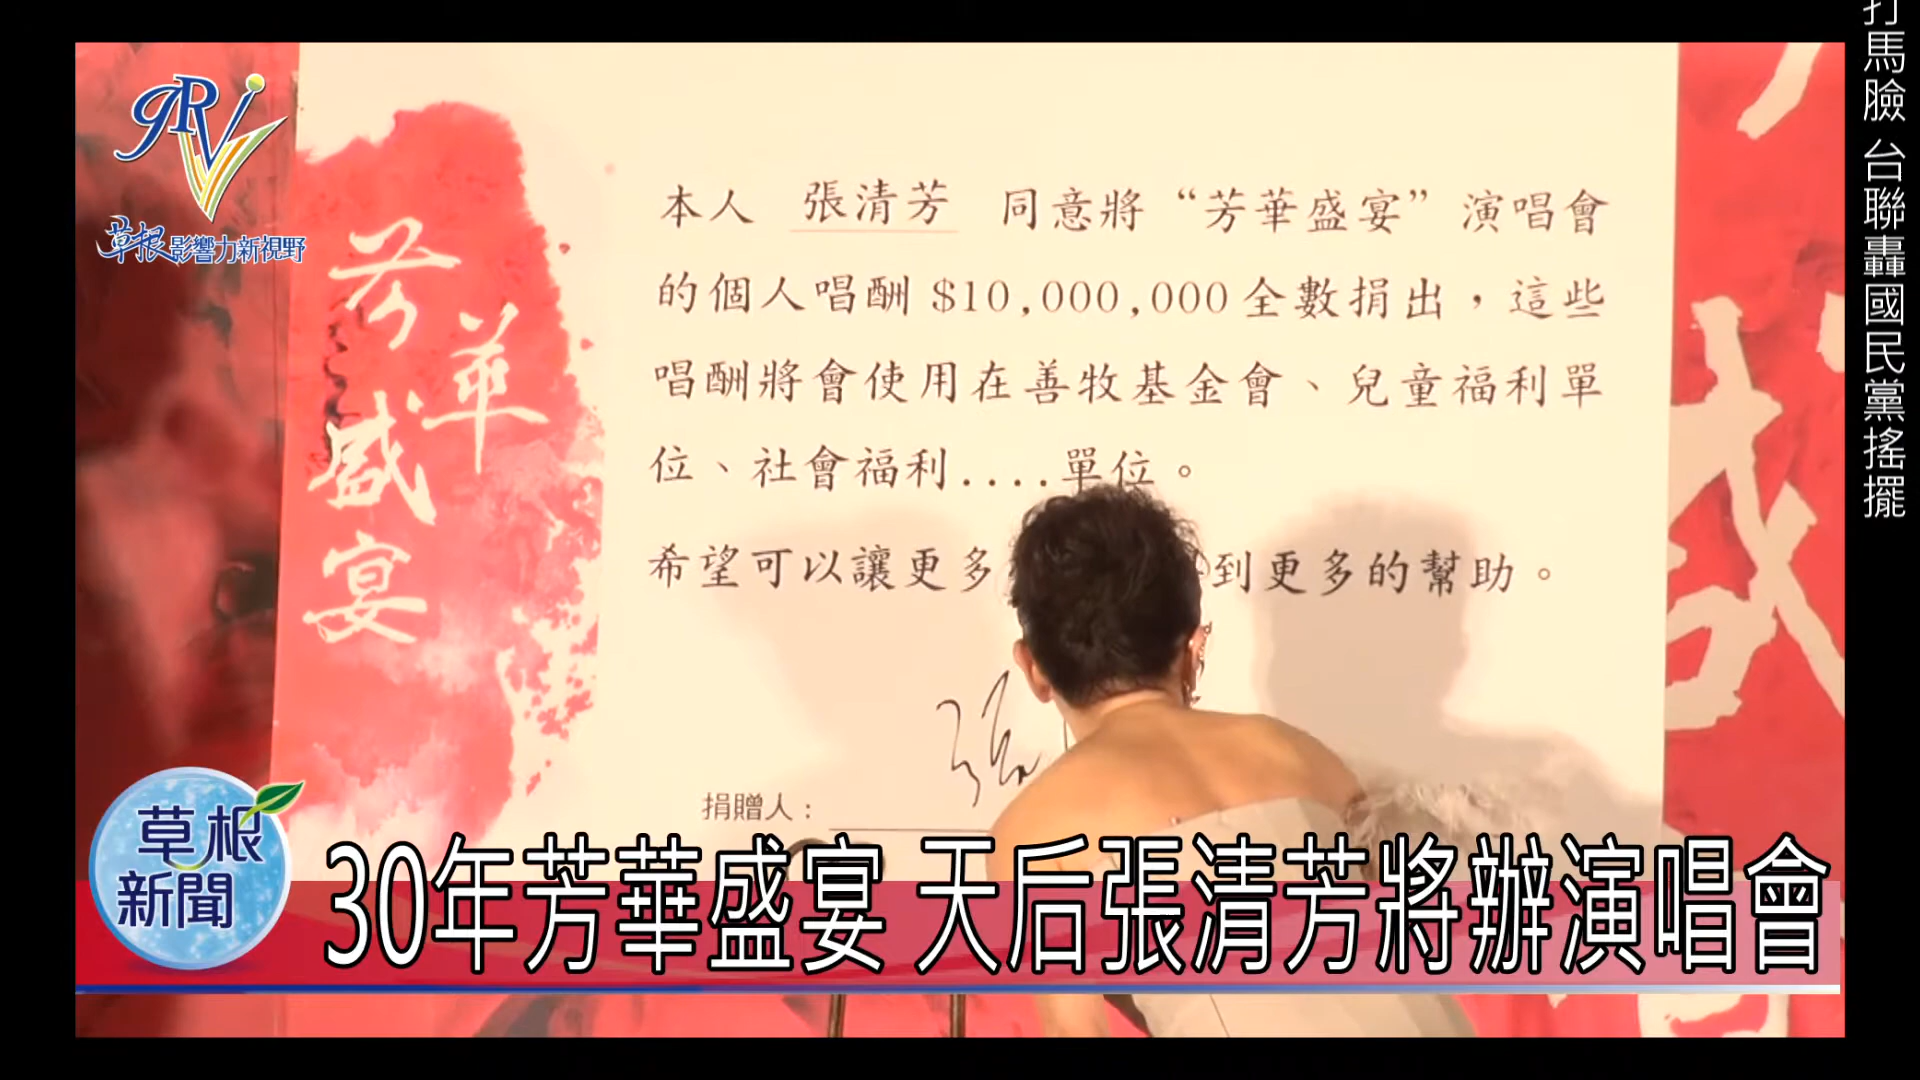 GRV
草根影響力新視野
芳華盛宴
本人 張清芳 同意將“芳華盛宴”演唱會
的個人唱酬 $10,000,000 全數捐出，這些
唱酬將會使用在善牧基金會、兒童福利單
位、社會福利....單位。
希望可以讓更多
到更多的幫助。
張
捐贈人：
草根新聞
30年芳華盛宴 天后張清芳將辦演唱會
打馬臉 台聯轟國民黨搖擺